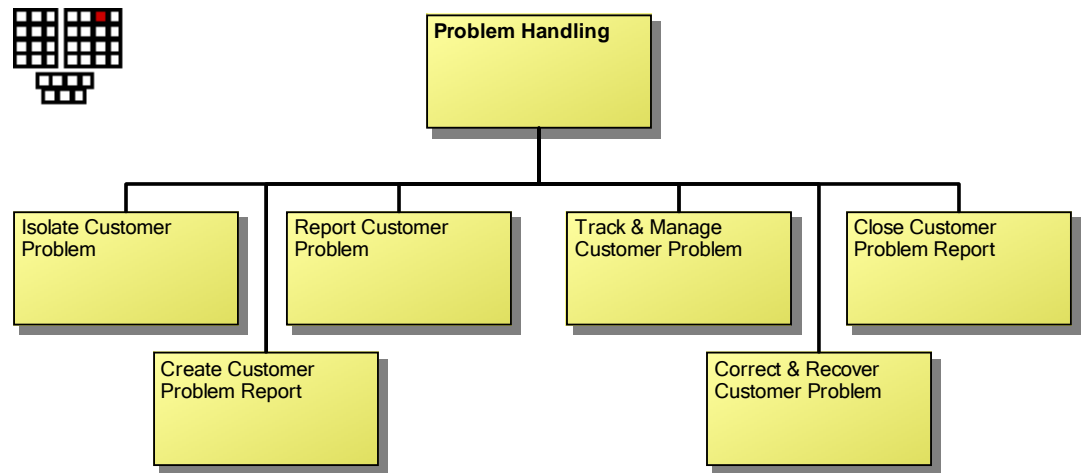 Problem Handling
Isolate Customer
Problem
Report Customer
Problem
Track & Manage
Customer Problem
Close Customer
Problem Report
Create Customer
Problem Report
Correct & Recover
Customer Problem